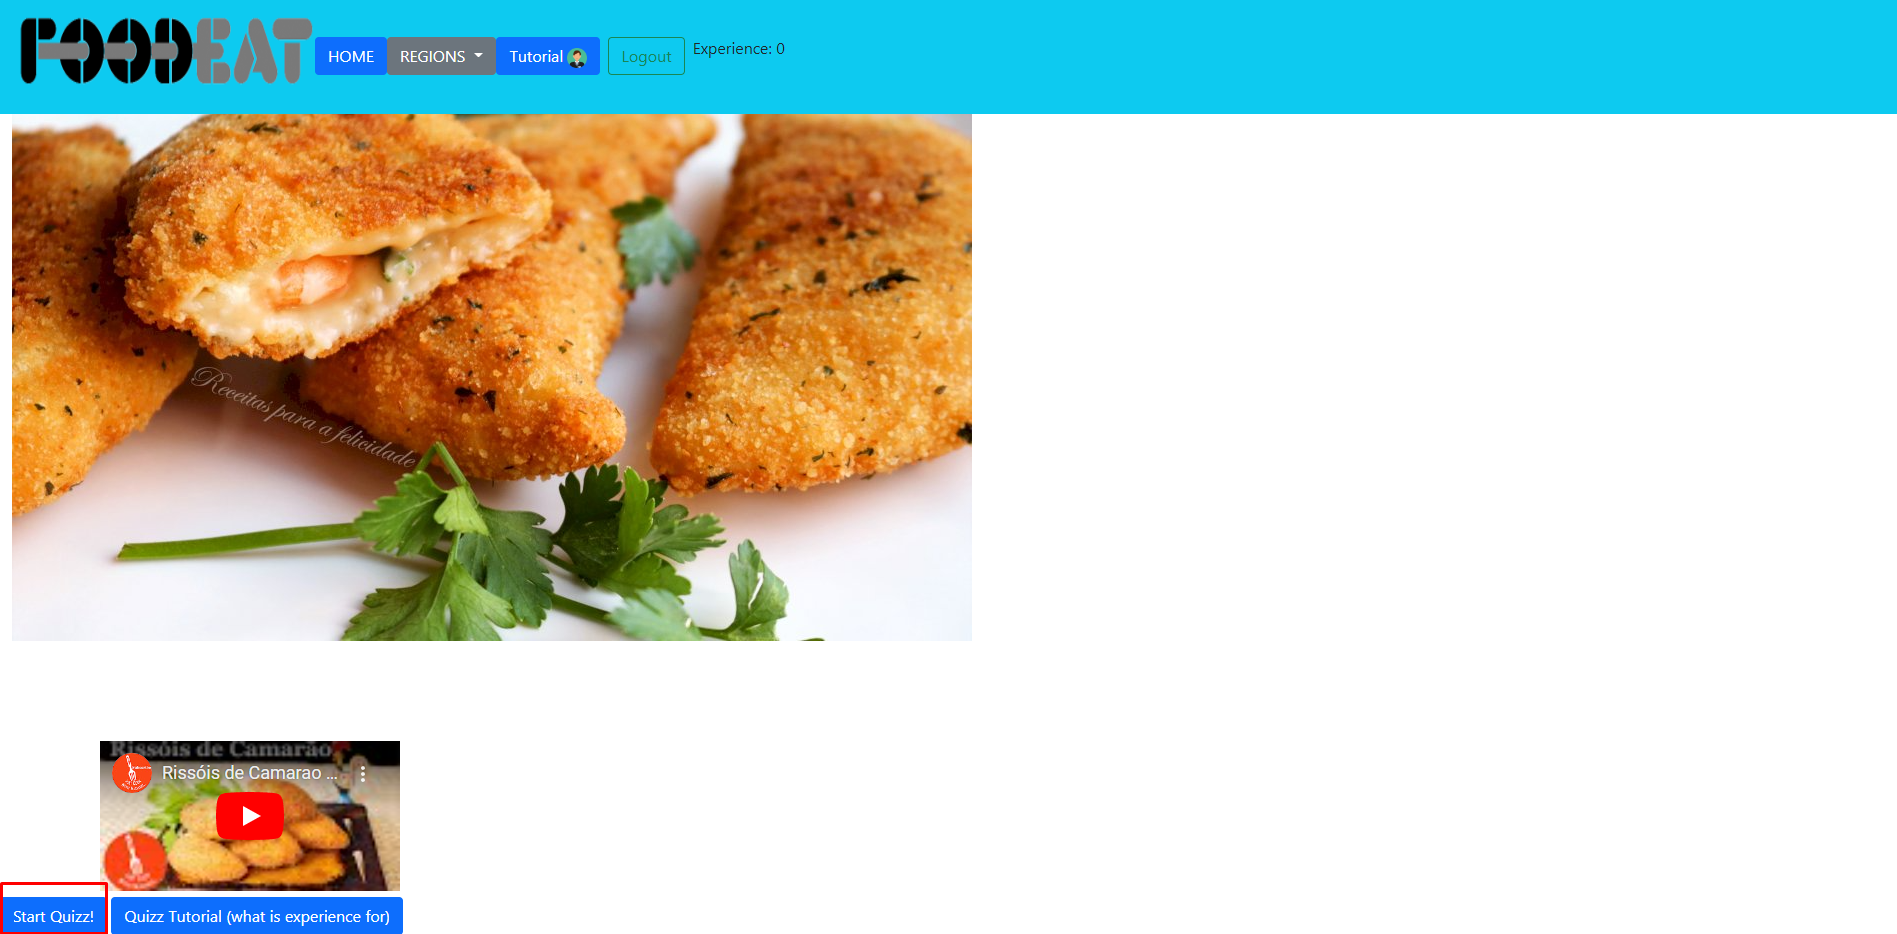 FOODEAT
HOME REGIONS Tutorial Logout Experience: 0
Receitas para a felicidade
Rissóis de Camarão
Rissóis de Camarao ...
Start Quizz! Quizz Tutorial (what is experience for)